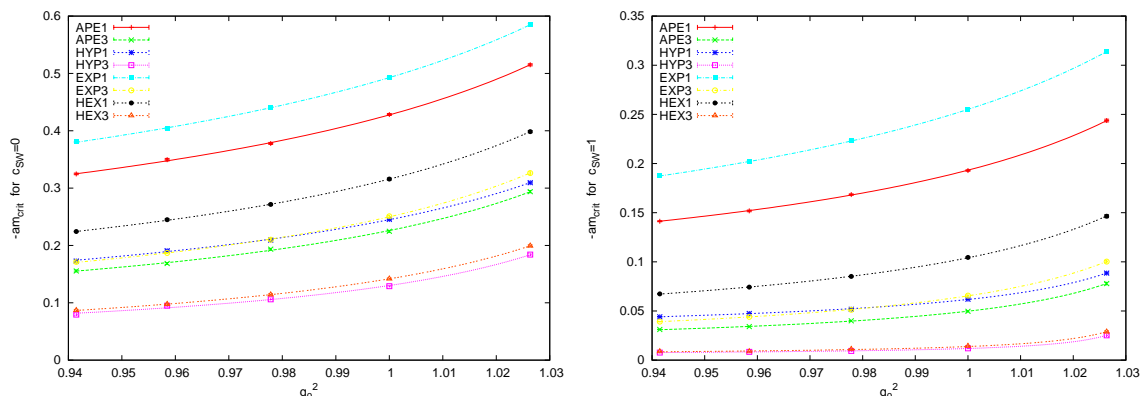 -am_crit for c_SW=0
0.6
0.5
0.4
0.3
0.2
0.1
0
APE1
APE3
HYP1
HYP3
EXP1
EXP3
HEX1
HEX3
0.94 0.95 0.96 0.97 0.98 0.99 1 1.01 1.02 1.03
g_0^2
-am_crit for c_SW=1
0.35
0.3
0.25
0.2
0.15
0.1
0.05
0
APE1
APE3
HYP1
HYP3
EXP1
EXP3
HEX1
HEX3
0.94 0.95 0.96 0.97 0.98 0.99 1 1.01 1.02 1.03
g_0^2